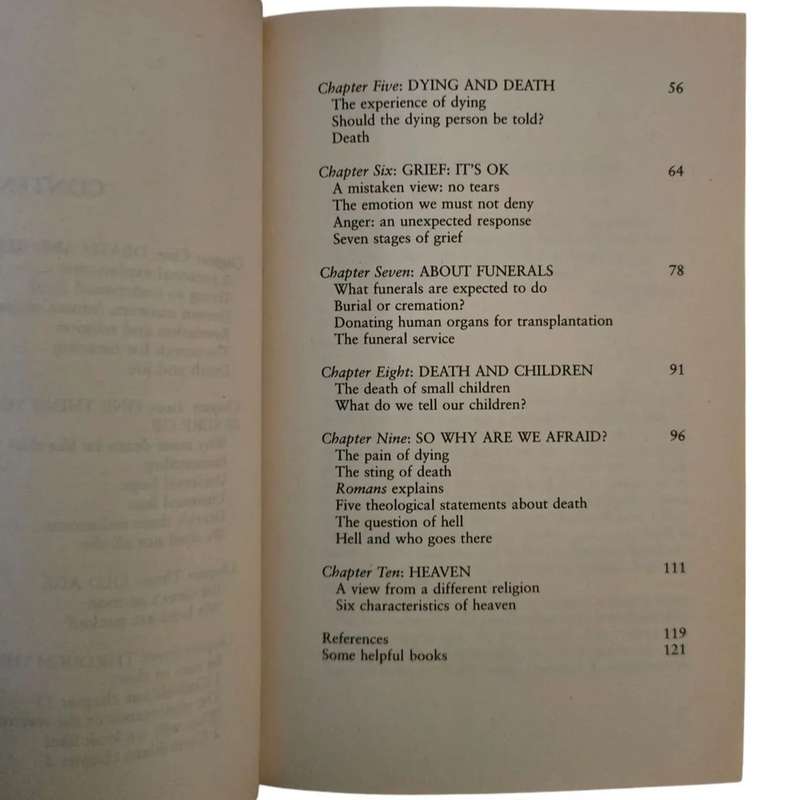 Chapter Five: DYING AND DEATH 56
The experience of dying
Should the dying person be told?
Death
Chapter Six: GRIEF: IT'S OK 64
A mistaken view: no tears
The emotion we must not deny
Anger: an unexpected response
Seven stages of grief
Chapter Seven: ABOUT FUNERALS 78
What funerals are expected to do
Burial or cremation?
Donating human organs for transplantation
The funeral service
Chapter Eight: DEATH AND CHILDREN 91
The death of small children
What do we tell our children?
Chapter Nine: SO WHY ARE WE AFRAID? 96
The pain of dying
The sting of death
Romans explains
Five theological statements about death
The question of hell
Hell and who goes there
Chapter Ten: HEAVEN 111
A view from a different religion
Six characteristics of heaven
References 119
Some helpful books 121